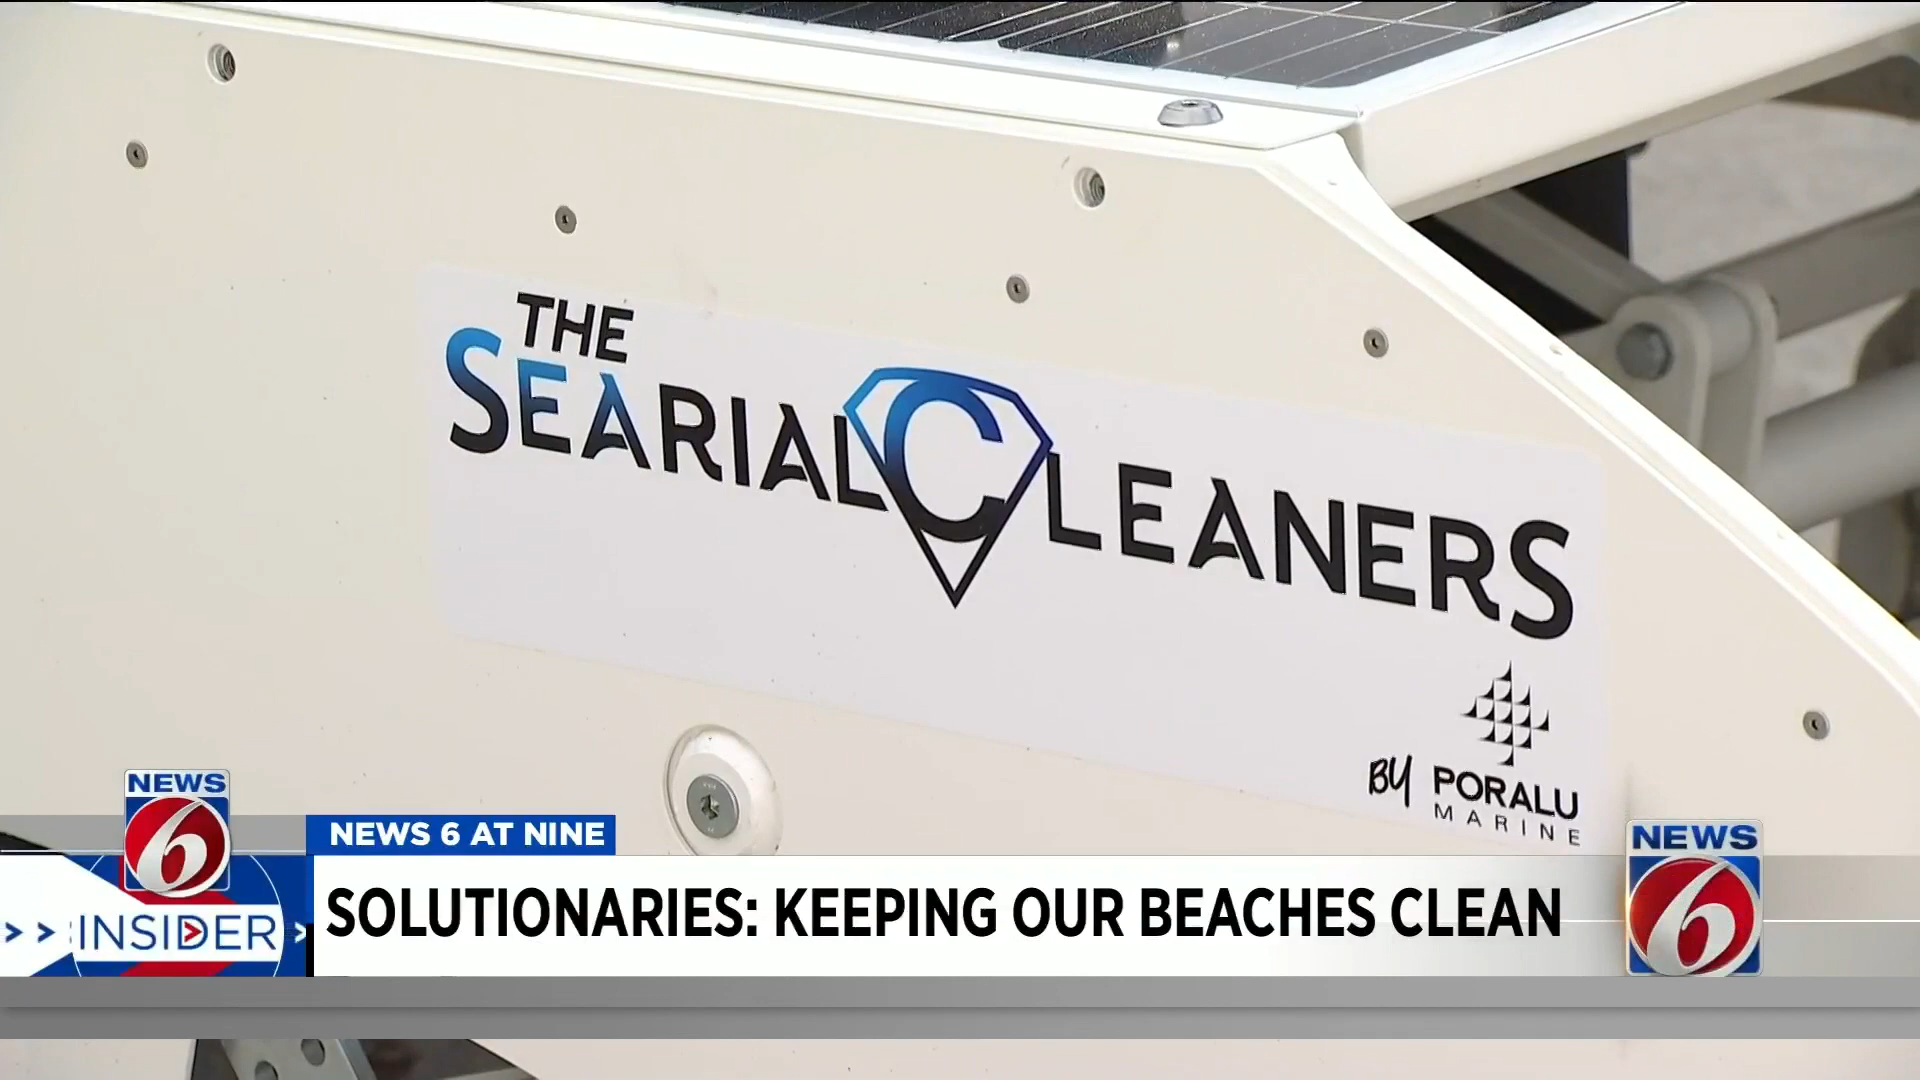 THE
SEARIAL CLEANERS
BY PORALU
MARINE
NEWS
6
NEWS 6 AT NINE
INSIDER
SOLUTIONARIES: KEEPING OUR BEACHES CLEAN
NEWS
6